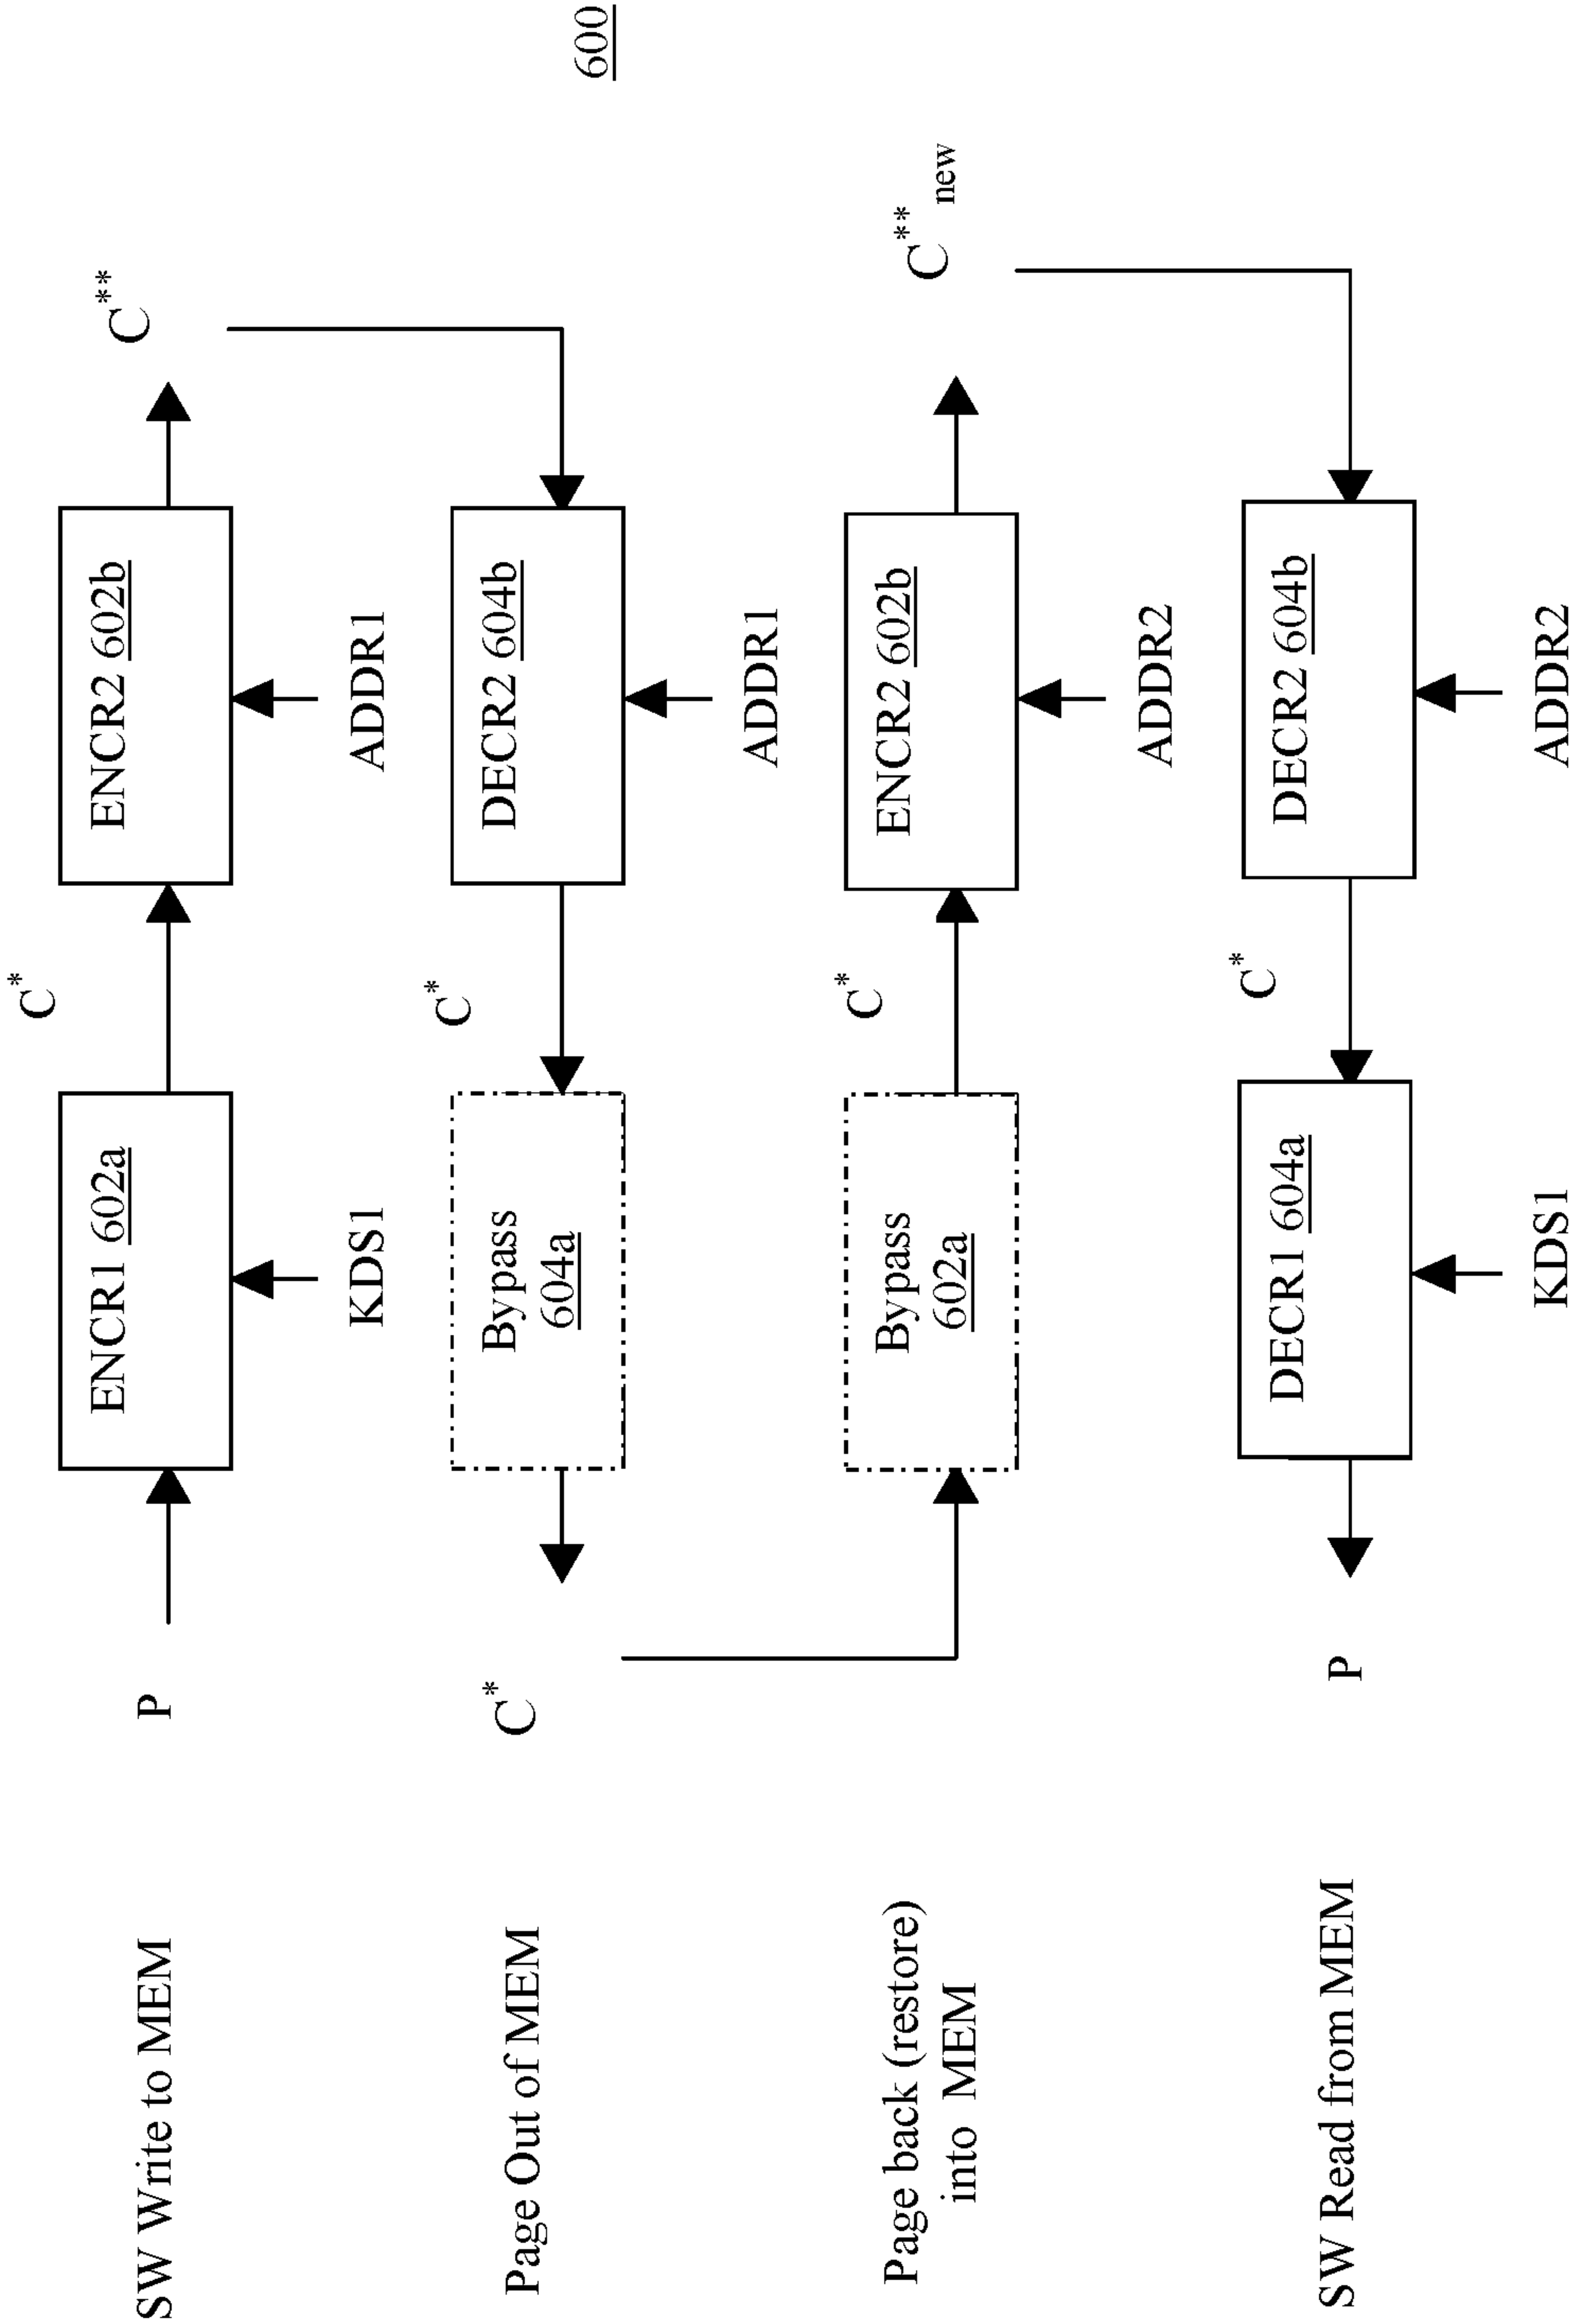 600
SW Write to MEM
P
ENCR1 602a
KDS1
C*
ENCR2 602b
ADDR1
C**
Page Out of MEM
C*
Bypass
604a
C*
DECR2 604b
ADDR1
Page back (restore)
into MEM
Bypass
602a
C*
ENCR2 602b
ADDR2
C**new
SW Read from MEM
P
DECR1 604a
KDS1
C*
DECR2 604b
ADDR2